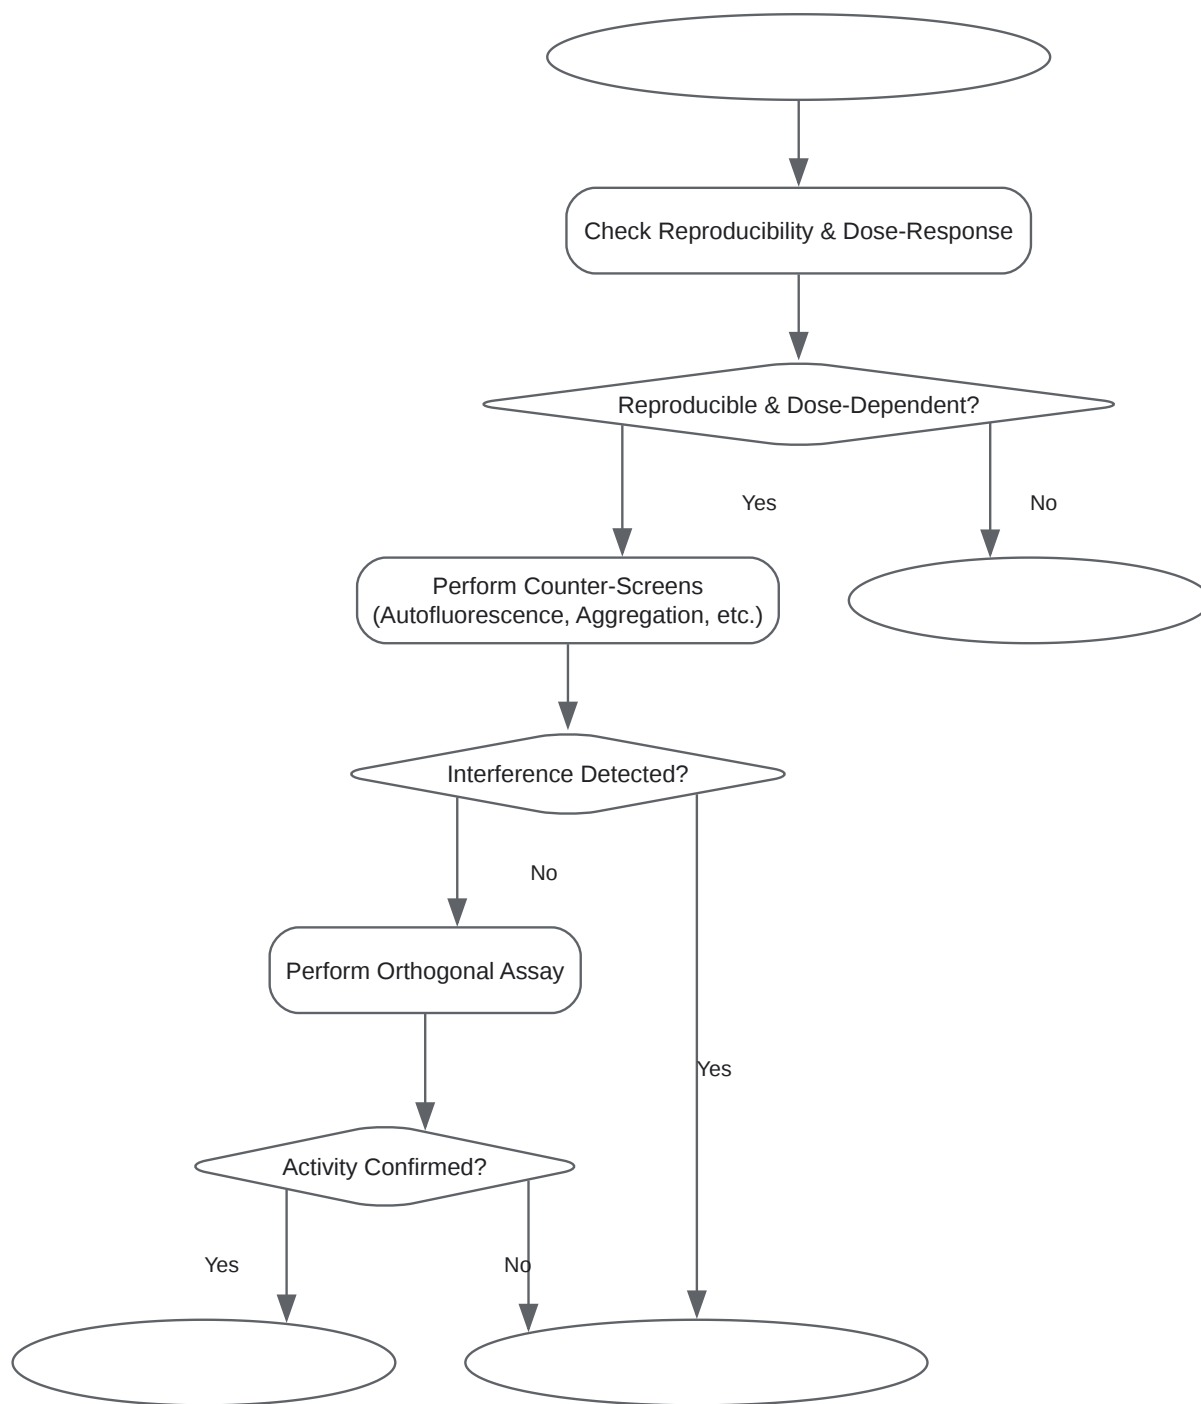 Check Reproducibility & Dose-Response
Reproducible & Dose-Dependent?
Yes
No
Perform Counter-Screens
(Autofluorescence, Aggregation, etc.)
Interference Detected?
No
Perform Orthogonal Assay
Yes
Activity Confirmed?
Yes
No